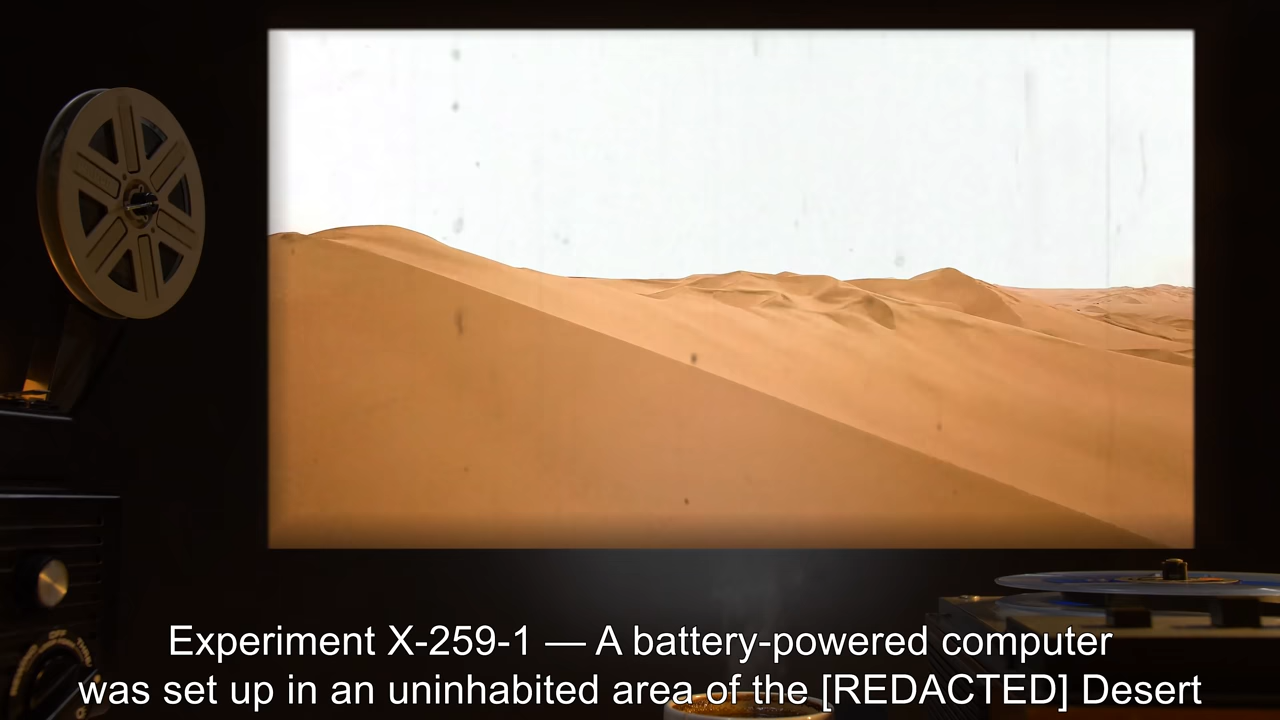 Experiment X-259-1 — A battery-powered computer
was set up in an uninhabited area of the [REDACTED] Desert